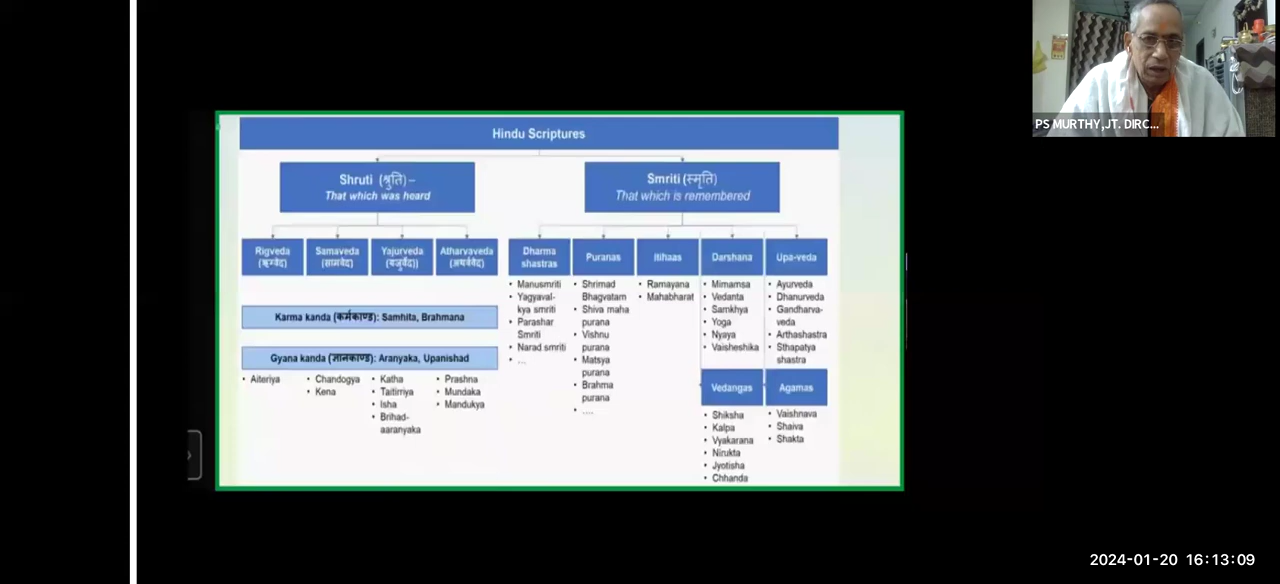 Hindu Scriptures
Shruti (श्रुति) –
That which was heard
Smriti (स्मृति)
That which is remembered
Rigveda
(ऋग्वेद)
Samaveda
(सामवेद)
Yajurveda
(यजुर्वेद))
Atharvaveda
(अथर्ववेद)
Dharma
shastras
Puranas
Itihaas
Darshana
Upa-veda
Karma kanda (कर्मकाण्ड): Samhita, Brahmana
Gyana kanda (ज्ञानकाण्ड): Aranyaka, Upanishad
• Aiteriya
• Chandogya
• Kena
• Katha
• Taitirriya
• Isha
• Brihad-
aaranyaka
• Prashna
• Mundaka
• Mandukya
• Manusmriti
• Yagyaval-
kya smriti
• Parashar
Smriti
• Narad smriti
• ...
• Shrimad
Bhagvatam
• Shiva maha
purana
• Vishnu
purana
• Matsya
purana
• Brahma
purana
• ....
• Ramayana
• Mahabharat
• Mimamsa
• Vedanta
• Samkhya
• Yoga
• Nyaya
• Vaisheshika
• Ayurveda
• Dhanurveda
• Gandharva-
veda
• Arthashastra
• Sthapatya
shastra
Vedangas
• Shiksha
• Kalpa
• Vyakarana
• Nirukta
• Jyotisha
• Chhanda
Agamas
• Vaishnava
• Shaiva
• Shakta
PS MURTHY,JT. DIRC...
2024-01-20 16:13:09